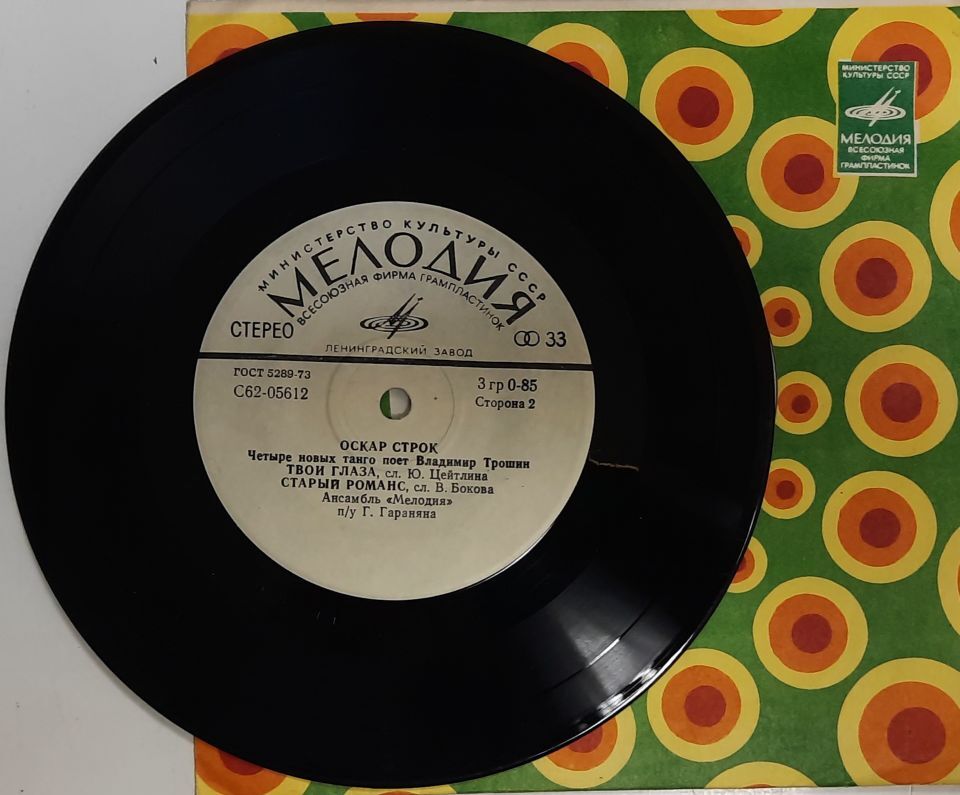 МИНИСТЕРСТВО КУЛЬТУРЫ СССР
МЕЛОДИЯ
ВСЕСОЮЗНАЯ ФИРМА ГРАМПЛАСТИНОК
СТЕРЕО
33
ЛЕНИНГРАДСКИЙ ЗАВОД
ГОСТ 5289-73
С62-05612
3 гр 0-85
Сторона 2
ОСКАР СТРОК
Четыре новых танго поет Владимир Трошин
ТВОИ ГЛАЗА, сл. Ю. Цейтлина
СТАРЫЙ РОМАНС, сл. В. Бокова
Ансамбль «Мелодия»
п/у Г. Гараняна
МИНИСТЕРСТВО
КУЛЬТУРЫ СССР
МЕЛОДИЯ
ВСЕСОЮЗНАЯ
ФИРМА
ГРАМПЛАСТИНОК